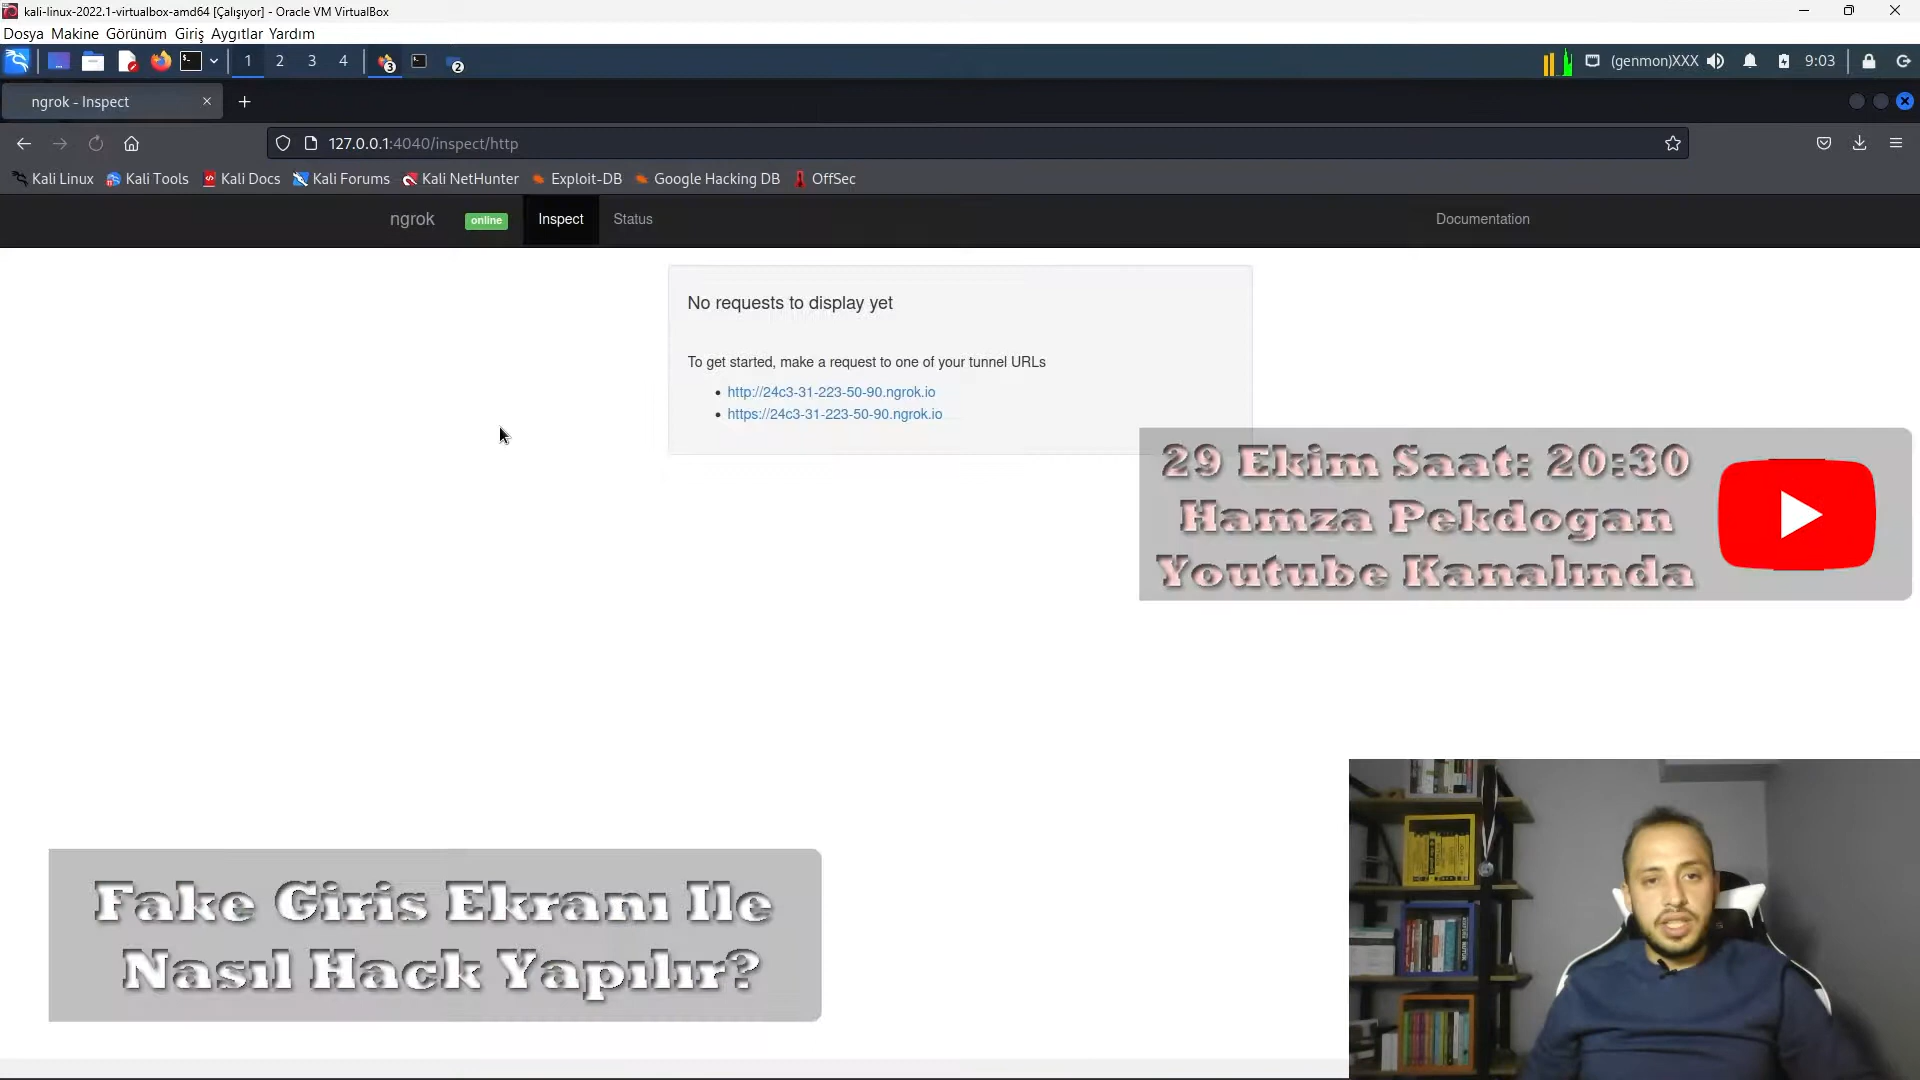 kali-linux-2022.1-virtualbox-amd64 [Çalışıyor] - Oracle VM VirtualBox
Dosya Makine Görünüm Giriş Aygıtlar Yardım
1 2 3 4 3 2 (genmon)XXX 9:03
ngrok - Inspect
127.0.0.1:4040/inspect/http
Kali Linux Kali Tools Kali Docs Kali Forums Kali NetHunter Exploit-DB Google Hacking DB OffSec
ngrok online Inspect Status Documentation
No requests to display yet
To get started, make a request to one of your tunnel URLs
http://24c3-31-223-50-90.ngrok.io
https://24c3-31-223-50-90.ngrok.io
29 Ekim Saat: 20:30
Hamza Pekdogan
Youtube Kanalında
Fake Giris Ekranı Ile
Nasıl Hack Yapılır?